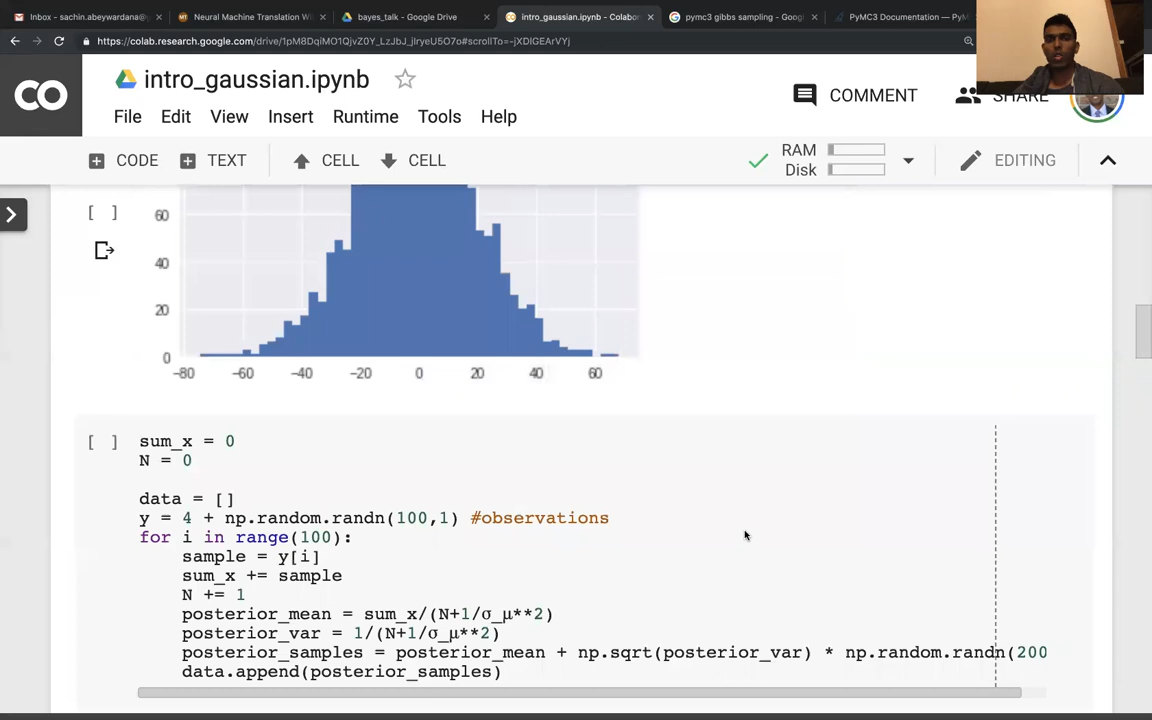 Inbox - sachin.abeywardana@
Neural Machine Translation Wi
bayes_talk - Google Drive
intro_gaussian.ipynb - Colabor
pymc3 gibbs sampling - Goog
PyMC3 Documentation — PyM
https://colab.research.google.com/drive/1pM8DqiMO1QjvZ0Y_LzJbJ_jIryeU5O7o#scrollTo=-jXDIGEArVYj
CO
intro_gaussian.ipynb
COMMENT
SHARE
File Edit View Insert Runtime Tools Help
CODE TEXT CELL CELL
RAM
Disk
EDITING
[ ]
60
40
20
0
−80 −60 −40 −20 0 20 40 60
[ ] sum_x = 0
N = 0
data = []
y = 4 + np.random.randn(100,1) #observations
for i in range(100):
sample = y[i]
sum_x += sample
N += 1
posterior_mean = sum_x/(N+1/σ_μ**2)
posterior_var = 1/(N+1/σ_μ**2)
posterior_samples = posterior_mean + np.sqrt(posterior_var) * np.random.randn(200
data.append(posterior_samples)